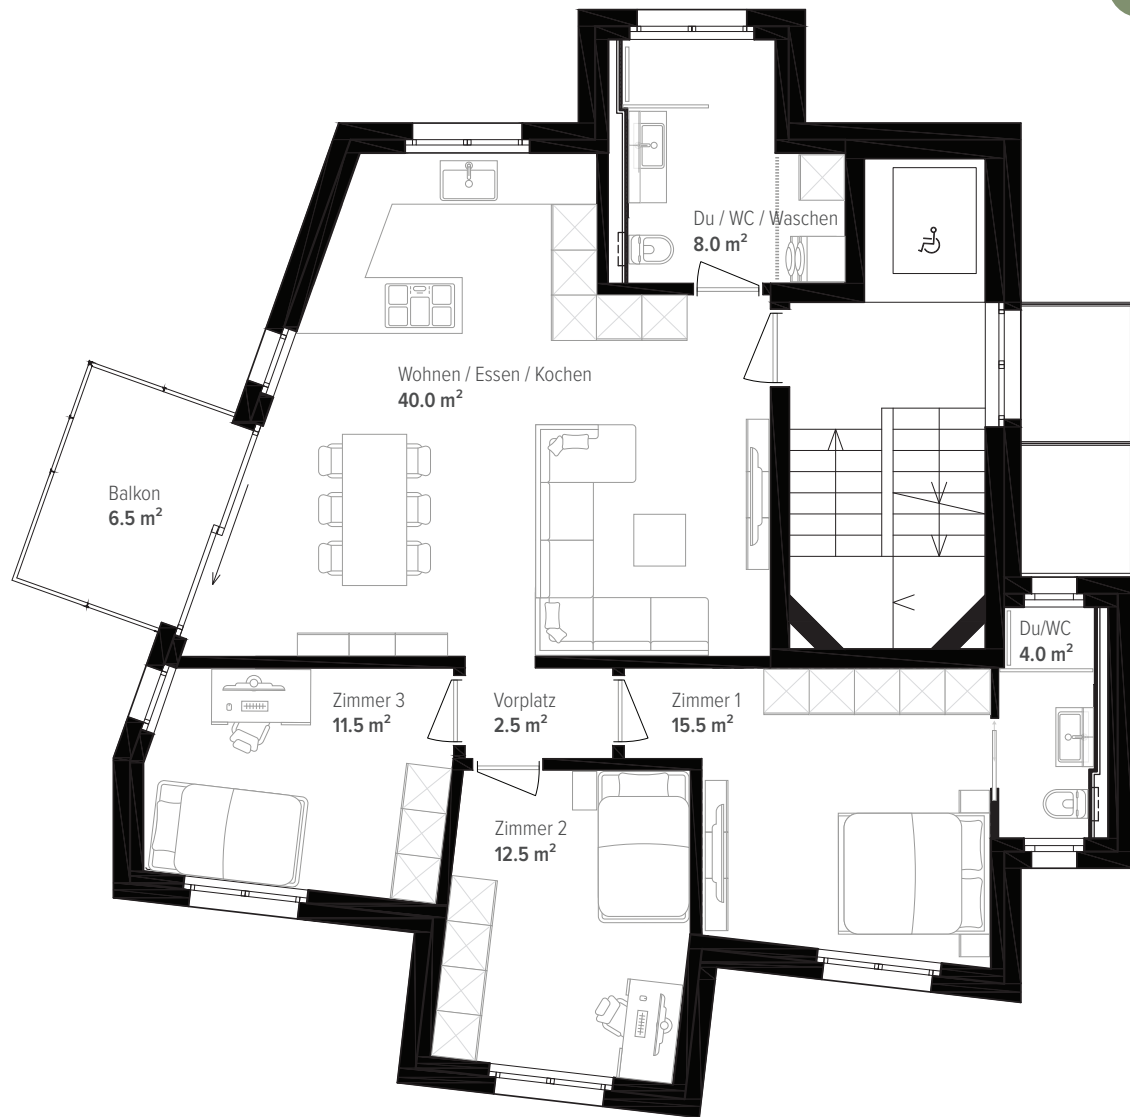 Du / WC / Waschen
8.0 m²
Wohnen / Essen / Kochen
40.0 m²
Balkon
6.5 m²
Du/WC
4.0 m²
Zimmer 3
11.5 m²
Vorplatz
2.5 m²
Zimmer 1
15.5 m²
Zimmer 2
12.5 m²